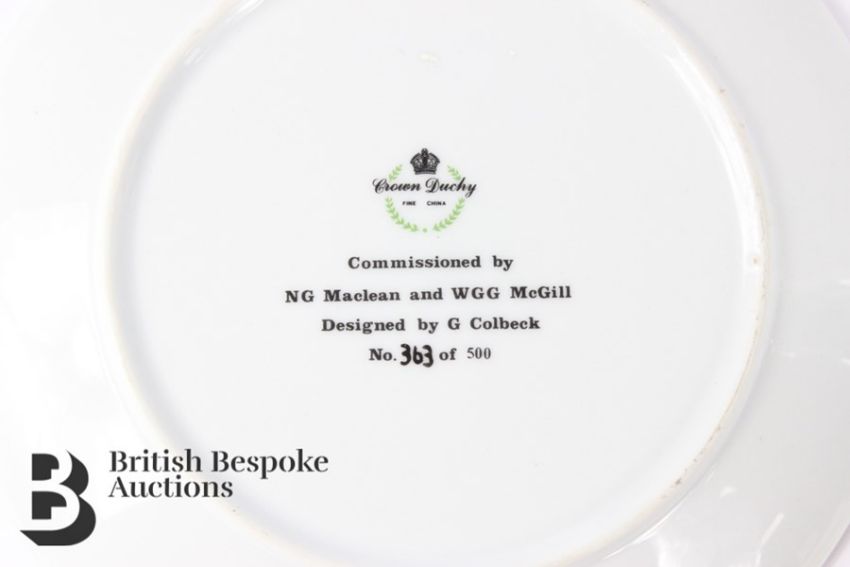 Crown Duchy
FINE CHINA
Commissioned by
NG Maclean and WGG McGill
Designed by G Colbeck
No. 363 of 500
British Bespoke
Auctions